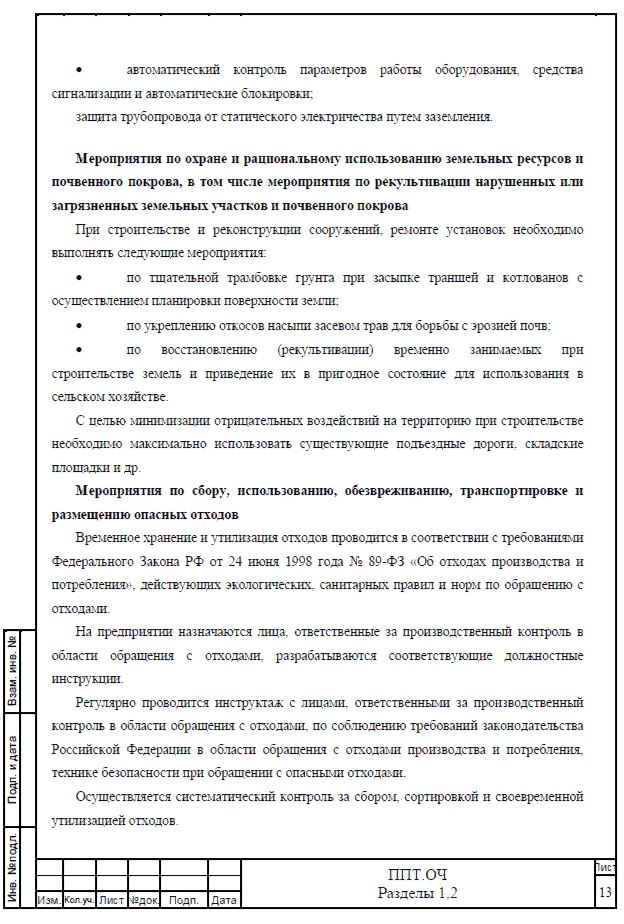 • автоматический контроль параметров работы оборудования, средства
сигнализации и автоматические блокировки;
защита трубопровода от статического электричества путем заземления.
Мероприятия по охране и рациональному использованию земельных ресурсов и
почвенного покрова, в том числе мероприятия по рекультивации нарушенных или
загрязненных земельных участков и почвенного покрова
При строительстве и реконструкции сооружений, ремонте установок необходимо
выполнять следующие мероприятия:
• по тщательной трамбовке грунта при засыпке траншей и котлованов с
осуществлением планировки поверхности земли;
• по укреплению откосов насыпи засевом трав для борьбы с эрозией почв;
• по восстановлению (рекультивации) временно занимаемых при
строительстве земель и приведение их в пригодное состояние для использования в
сельском хозяйстве.
С целью минимизации отрицательных воздействий на территорию при строительстве
необходимо максимально использовать существующие подъездные дороги, складские
площадки и др.
Мероприятия по сбору, использованию, обезвреживанию, транспортировке и
размещению опасных отходов
Временное хранение и утилизация отходов проводится в соответствии с требованиями
Федерального Закона РФ от 24 июня 1998 года № 89-ФЗ «Об отходах производства и
потребления», действующих экологических, санитарных правил и норм по обращению с
отходами.
На предприятии назначаются лица, ответственные за производственный контроль в
области обращения с отходами, разрабатываются соответствующие должностные
инструкции.
Регулярно проводится инструктаж с лицами, ответственными за производственный
контроль в области обращения с отходами, по соблюдению требований законодательства
Российской Федерации в области обращения с отходами производства и потребления,
технике безопасности при обращении с опасными отходами.
Осуществляется систематический контроль за сбором, сортировкой и своевременной
утилизацией отходов.
Взам. инв. №
Подп. и дата
Инв. №подл.
Изм. Кол.уч. Лист №док. Подп. Дата
ППТ.ОЧ
Разделы 1,2
Лист
13